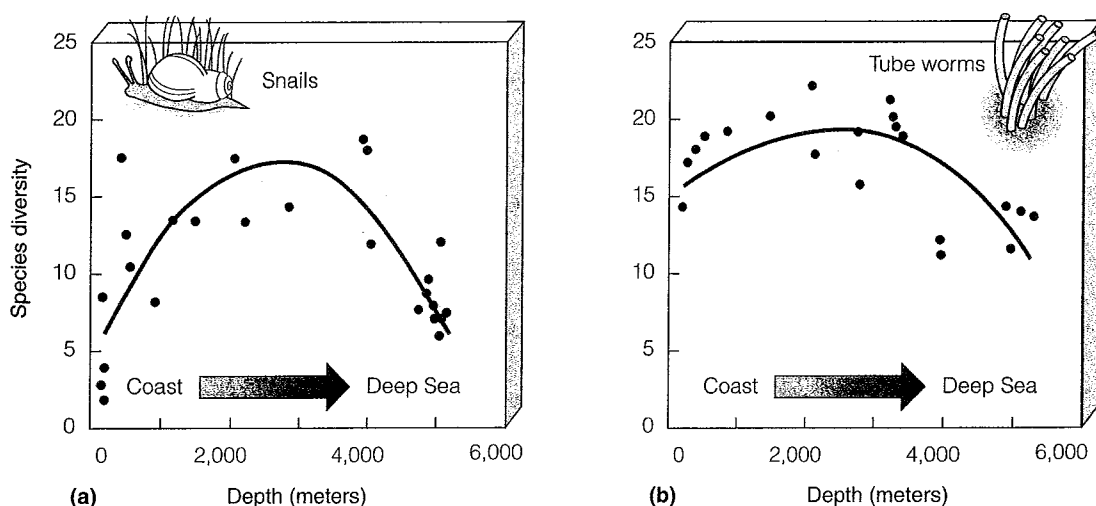 25
20
15
10
5
0
Species diversity
Snails
Coast
Deep Sea
0
2,000
4,000
6,000
(a)
Depth (meters)
25
20
15
10
5
0
Tube worms
Coast
Deep Sea
0
2,000
4,000
6,000
(b)
Depth (meters)